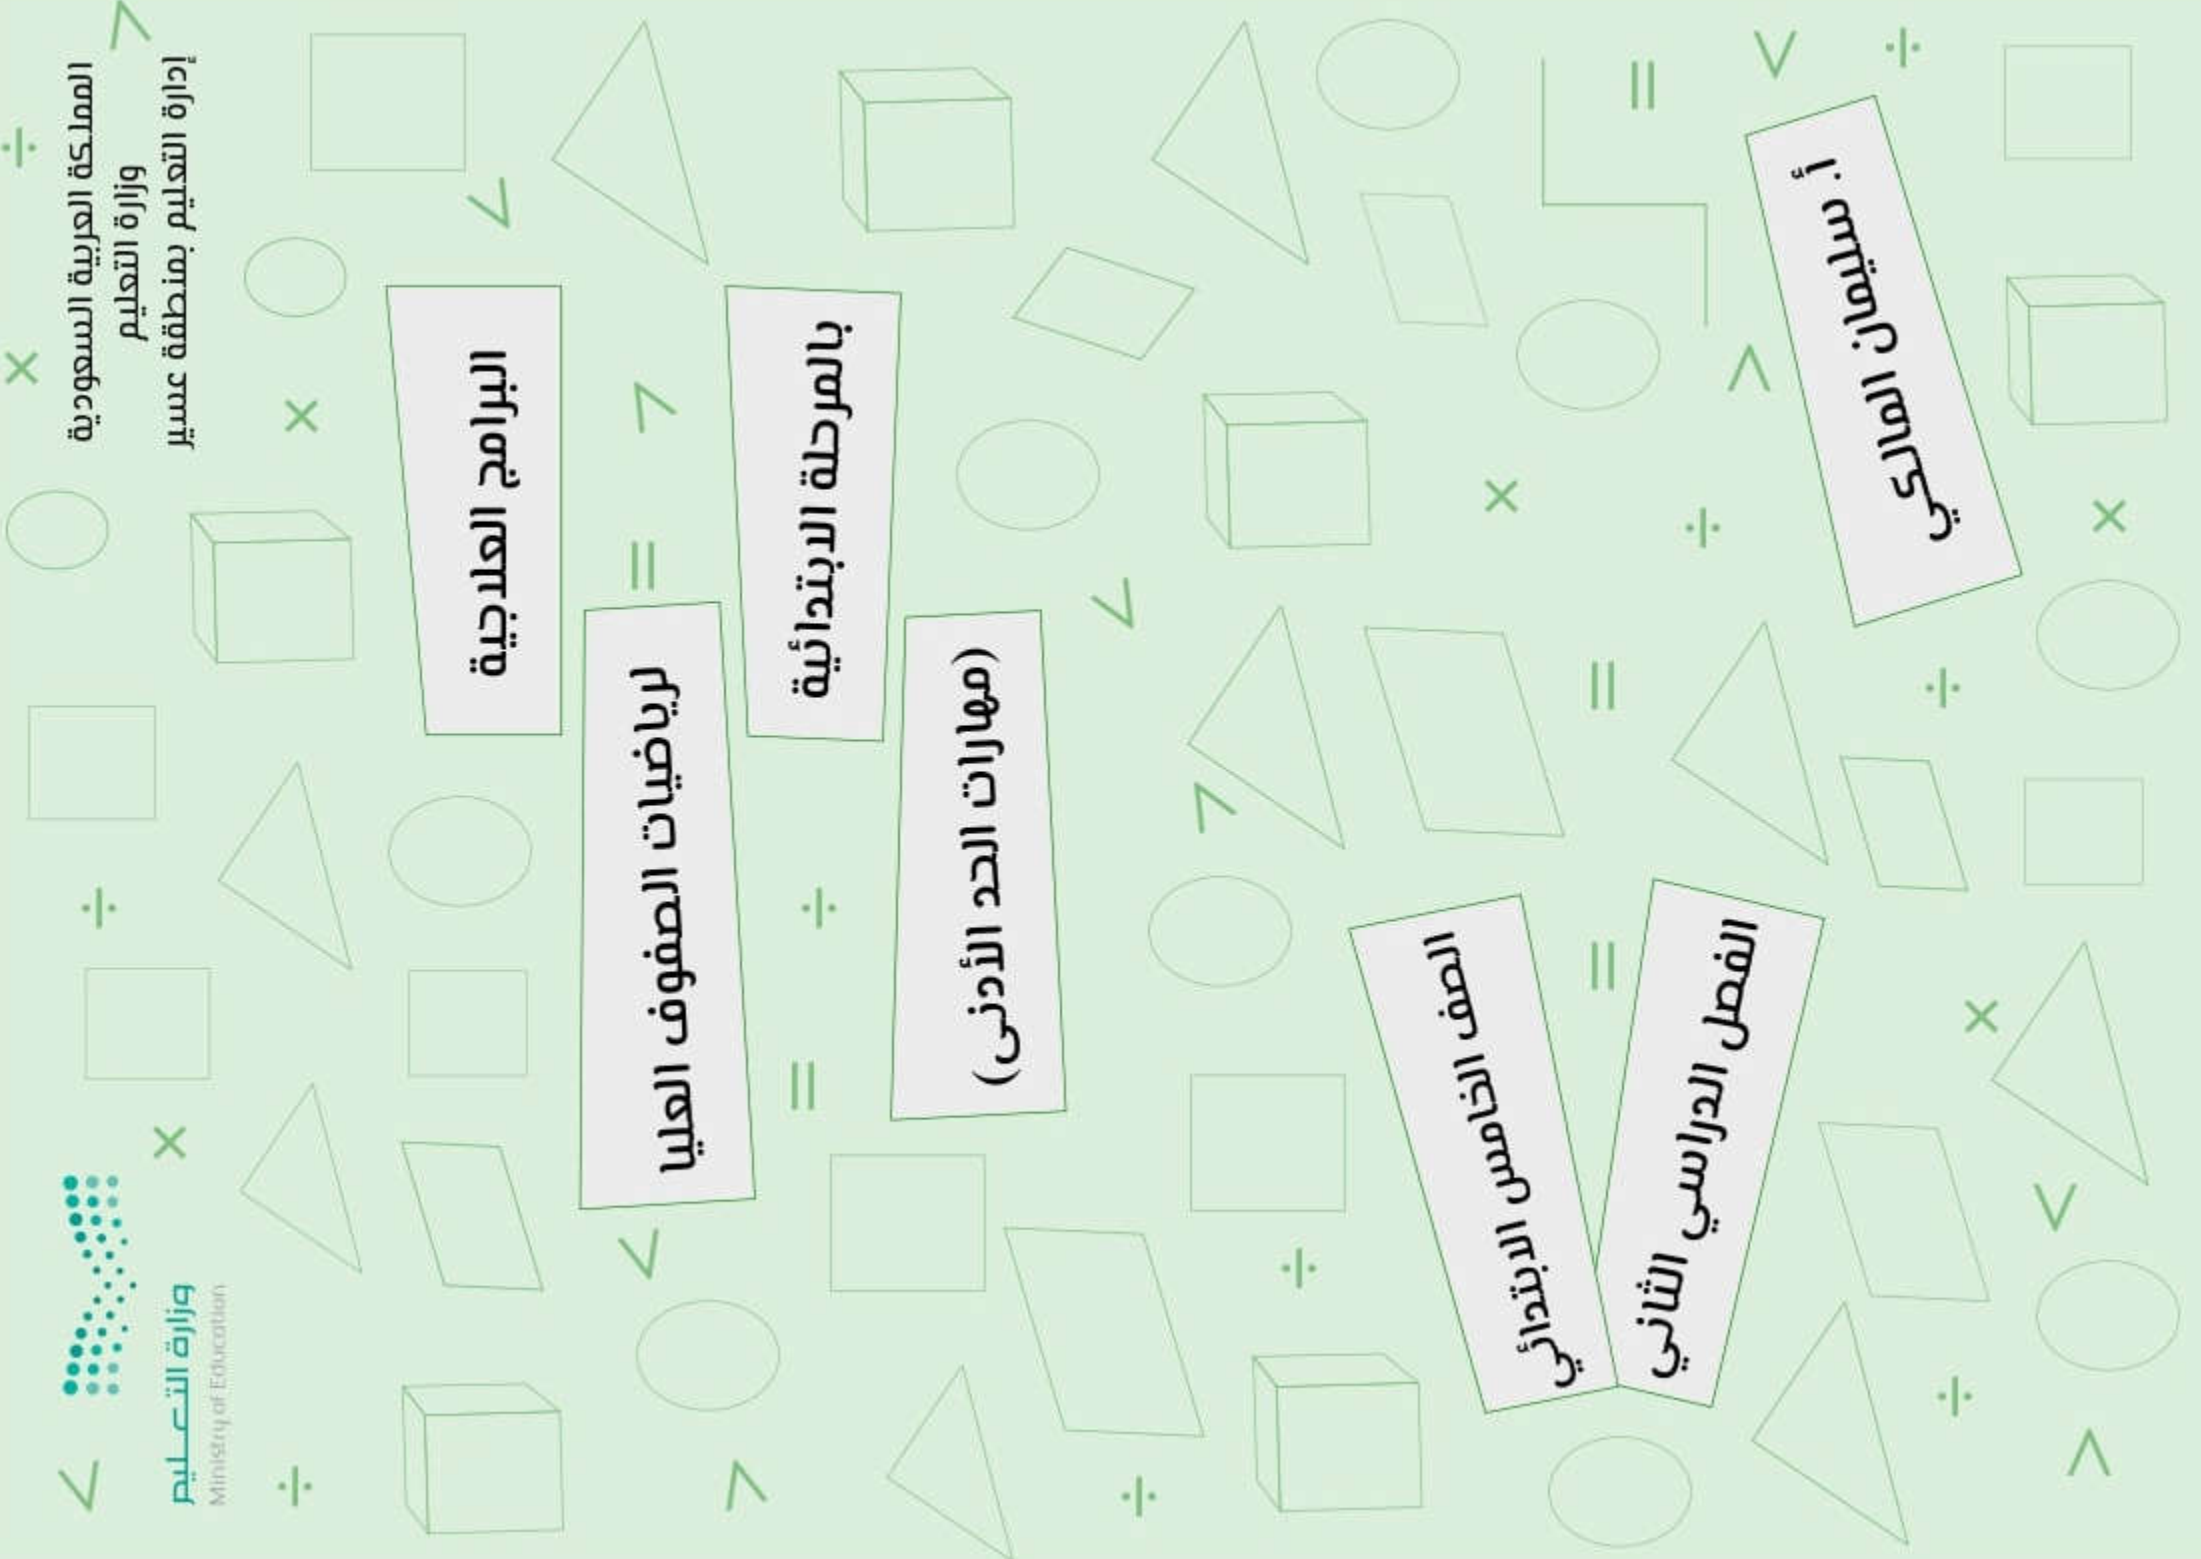 المملكة العربية السعودية
وزارة التعليم
إدارة التعليم بمنطقة عسير
وزارة التعليم
Ministry of Education
البرامج العلاجية
لرياضيات الصفوف العليا
بالمرحلة الابتدائية
(مهارات الحد الأدنى)
الصف الخامس الابتدائي
الفصل الدراسي الثاني
أ. سليمان المالكي